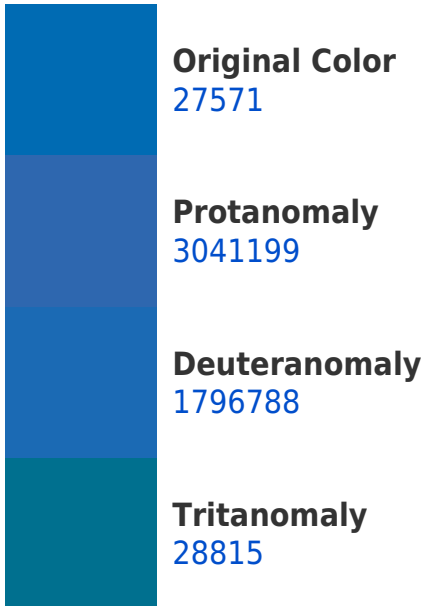 Original Color
27571
Protanomaly
3041199
Deuteranomaly
1796788
Tritanomaly
28815